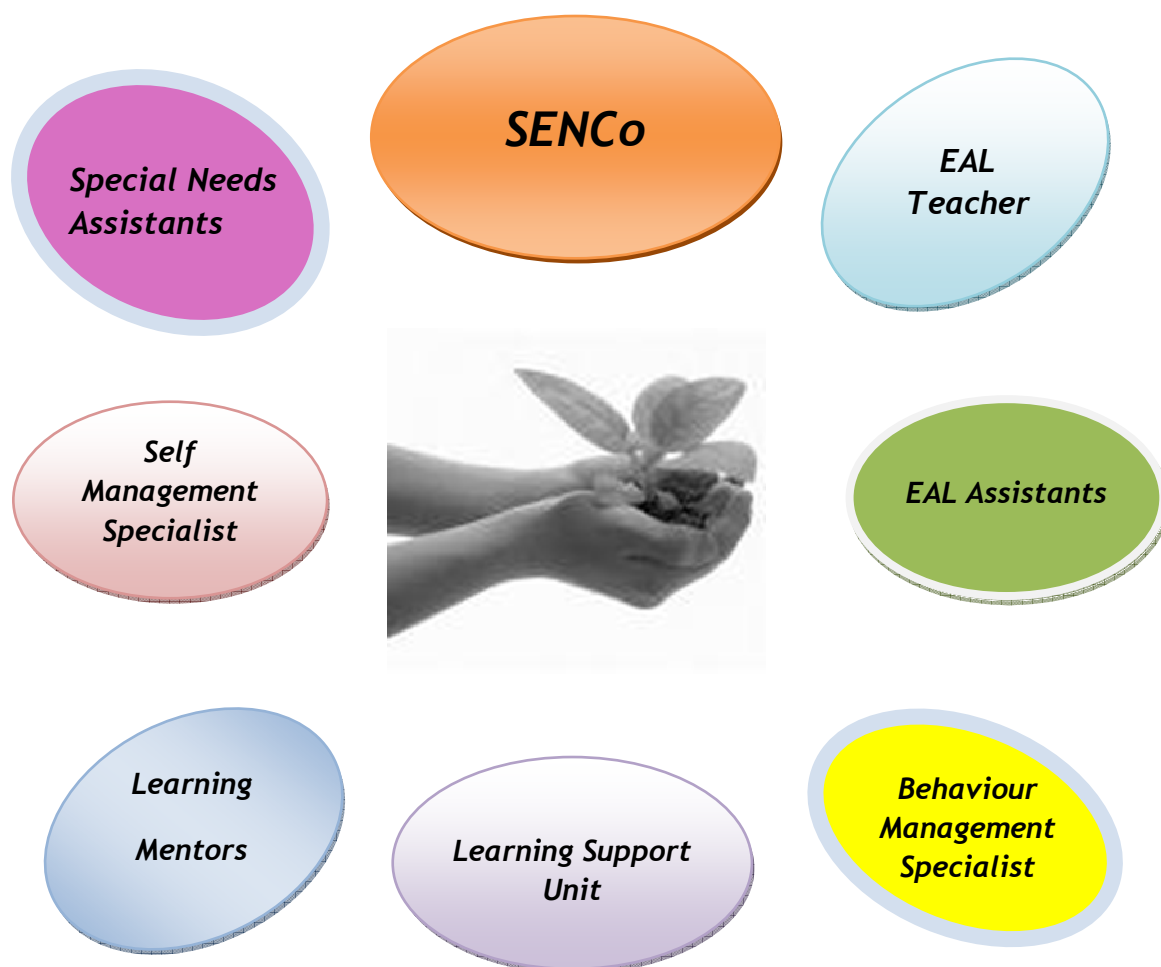 SENCo
Special Needs
Assistants
EAL
Teacher
Self
Management
Specialist
EAL Assistants
Learning
Mentors
Learning Support
Unit
Behaviour
Management
Specialist